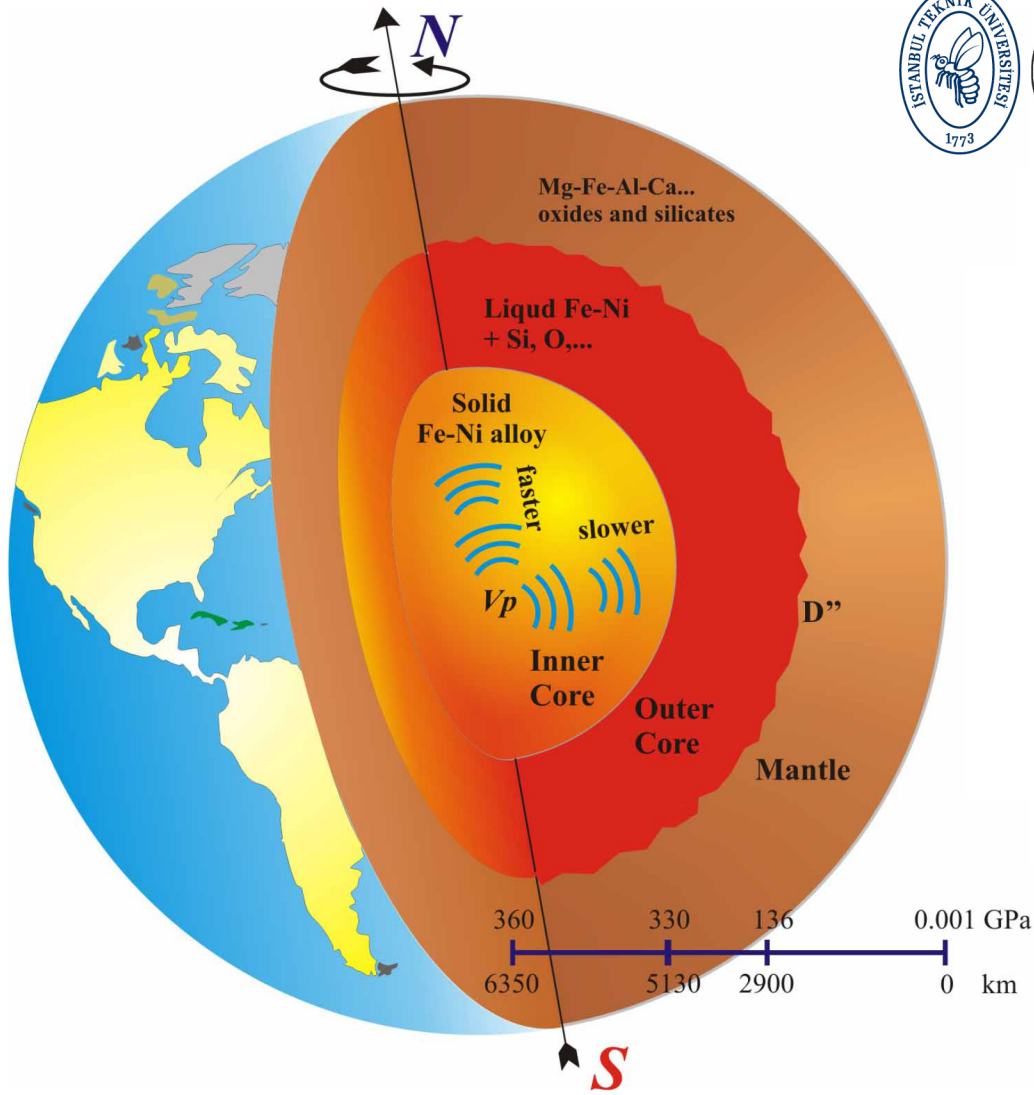 N
İSTANBUL TEKNİK ÜNİVERSİTESİ
1773
Mg-Fe-Al-Ca...
oxides and silicates
Liqud Fe-Ni
+ Si, O,...
Solid
Fe-Ni alloy
faster
slower
Vp
D”
Inner
Core
Outer
Core
Mantle
360 330 136 0.001 GPa
6350 5130 2900 0 km
S